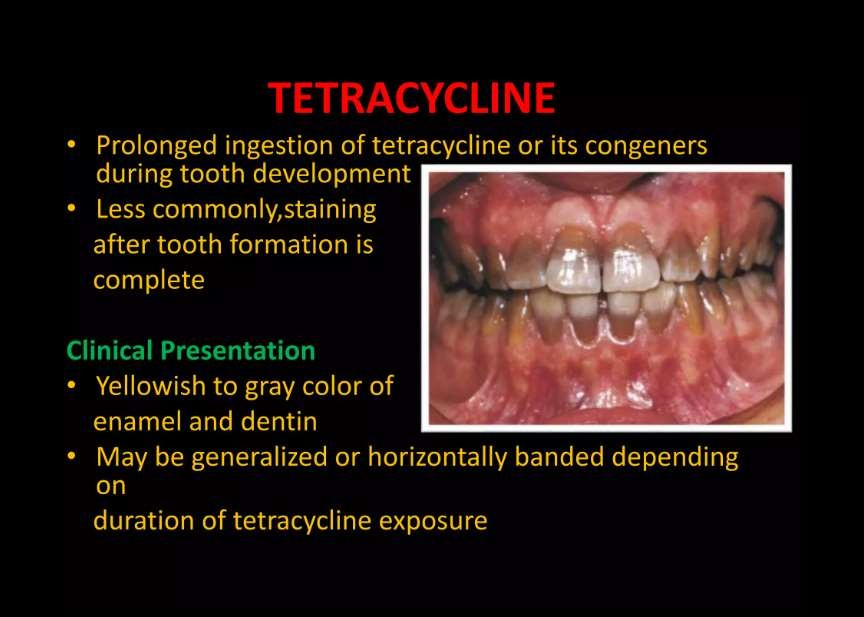 TETRACYCLINE
• Prolonged ingestion of tetracycline or its congeners
during tooth development
• Less commonly,staining
after tooth formation is
complete
Clinical Presentation
• Yellowish to gray color of
enamel and dentin
• May be generalized or horizontally banded depending
on
duration of tetracycline exposure